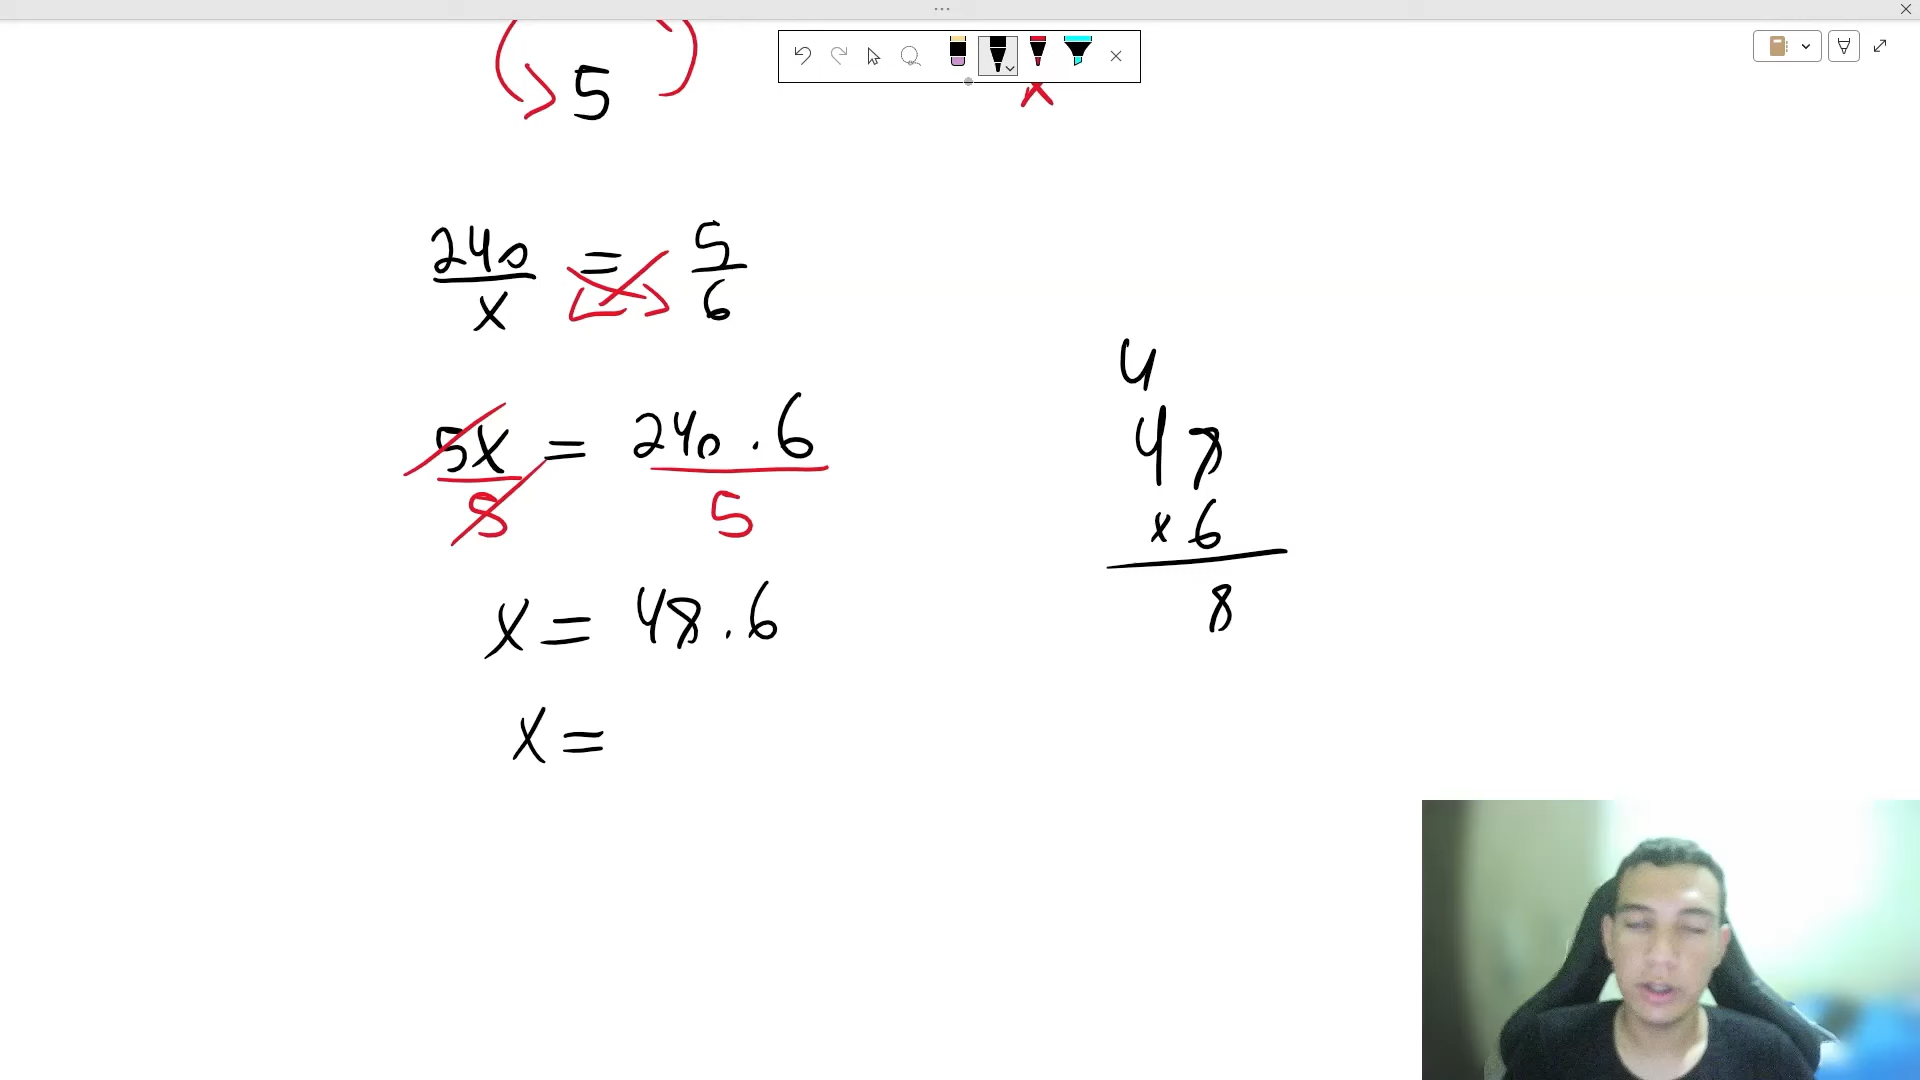 5
240/x = 5/6
5x/5 = 240 . 6/5
x = 48 . 6
x =
4
48
x 6
8